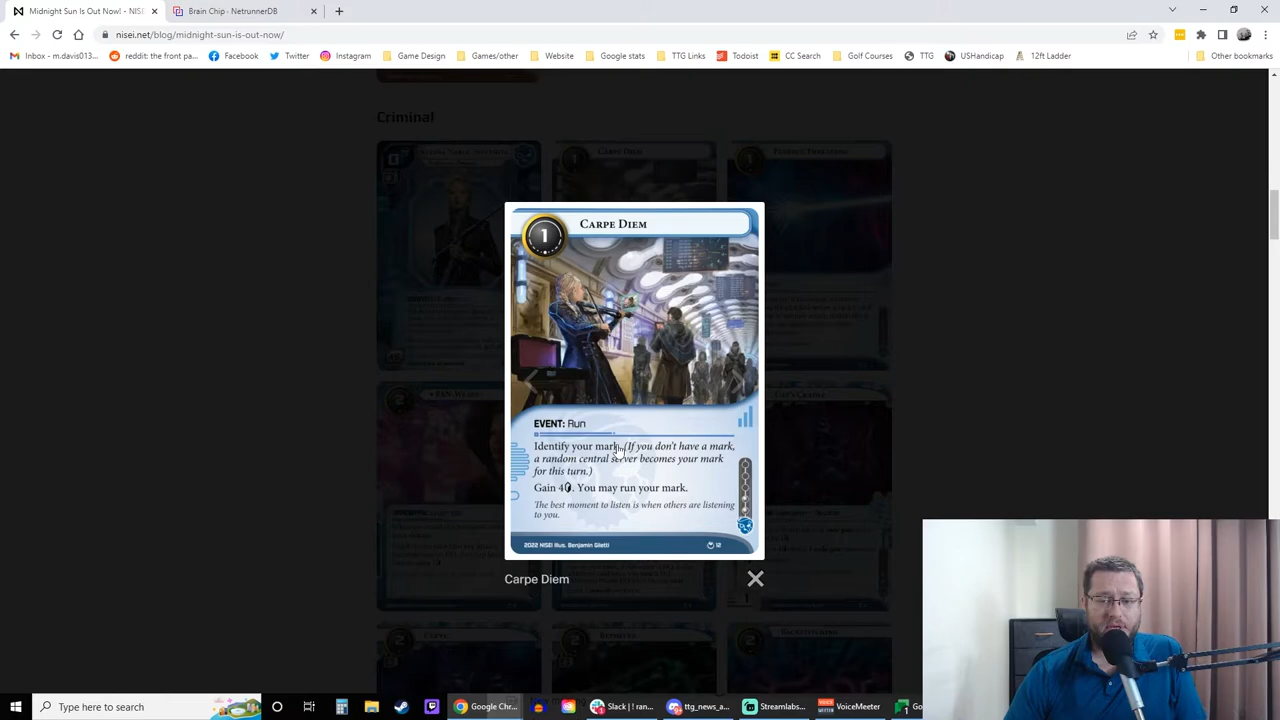 Midnight Sun Is Out Now! - NISE
Brain Chip · NetrunnerDB
nisei.net/blog/midnight-sun-is-out-now/
Inbox - m.davis013...
reddit: the front pa...
Facebook
Twitter
Instagram
Game Design
Games/other
Website
Google stats
TTG Links
Todoist
CC Search
Golf Courses
TTG
USHandicap
12ft Ladder
Other bookmarks
Criminal
Carpe Diem
1
Carpe Diem
EVENT: Run
Identify your mark. (If you don't have a mark,
a random central server becomes your mark
for this turn.)
Gain 4. You may run your mark.
The best moment to listen is when others are listening
to you.
2022 NISEI Illus. Benjamin Giletti
12
Carpe Diem
Type here to search
Google Chr...
Slack | ! ran...
ttg_news_a...
Streamlabs...
VoiceMeeter
Go